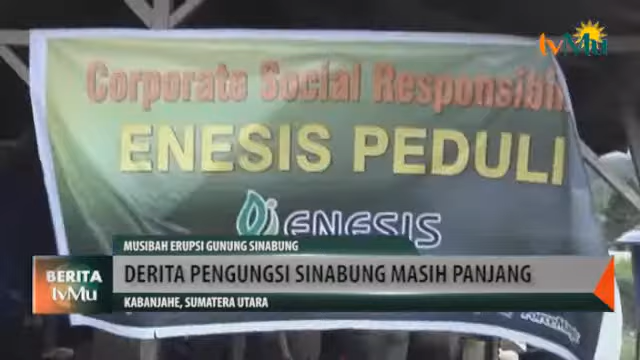 tvMu
Corporate Social Responsibili
ENESIS PEDULI
ENESIS
MUSIBAH ERUPSI GUNUNG SINABUNG
BERITA
tvMu
DERITA PENGUNGSI SINABUNG MASIH PANJANG
KABANJAHE, SUMATERA UTARA